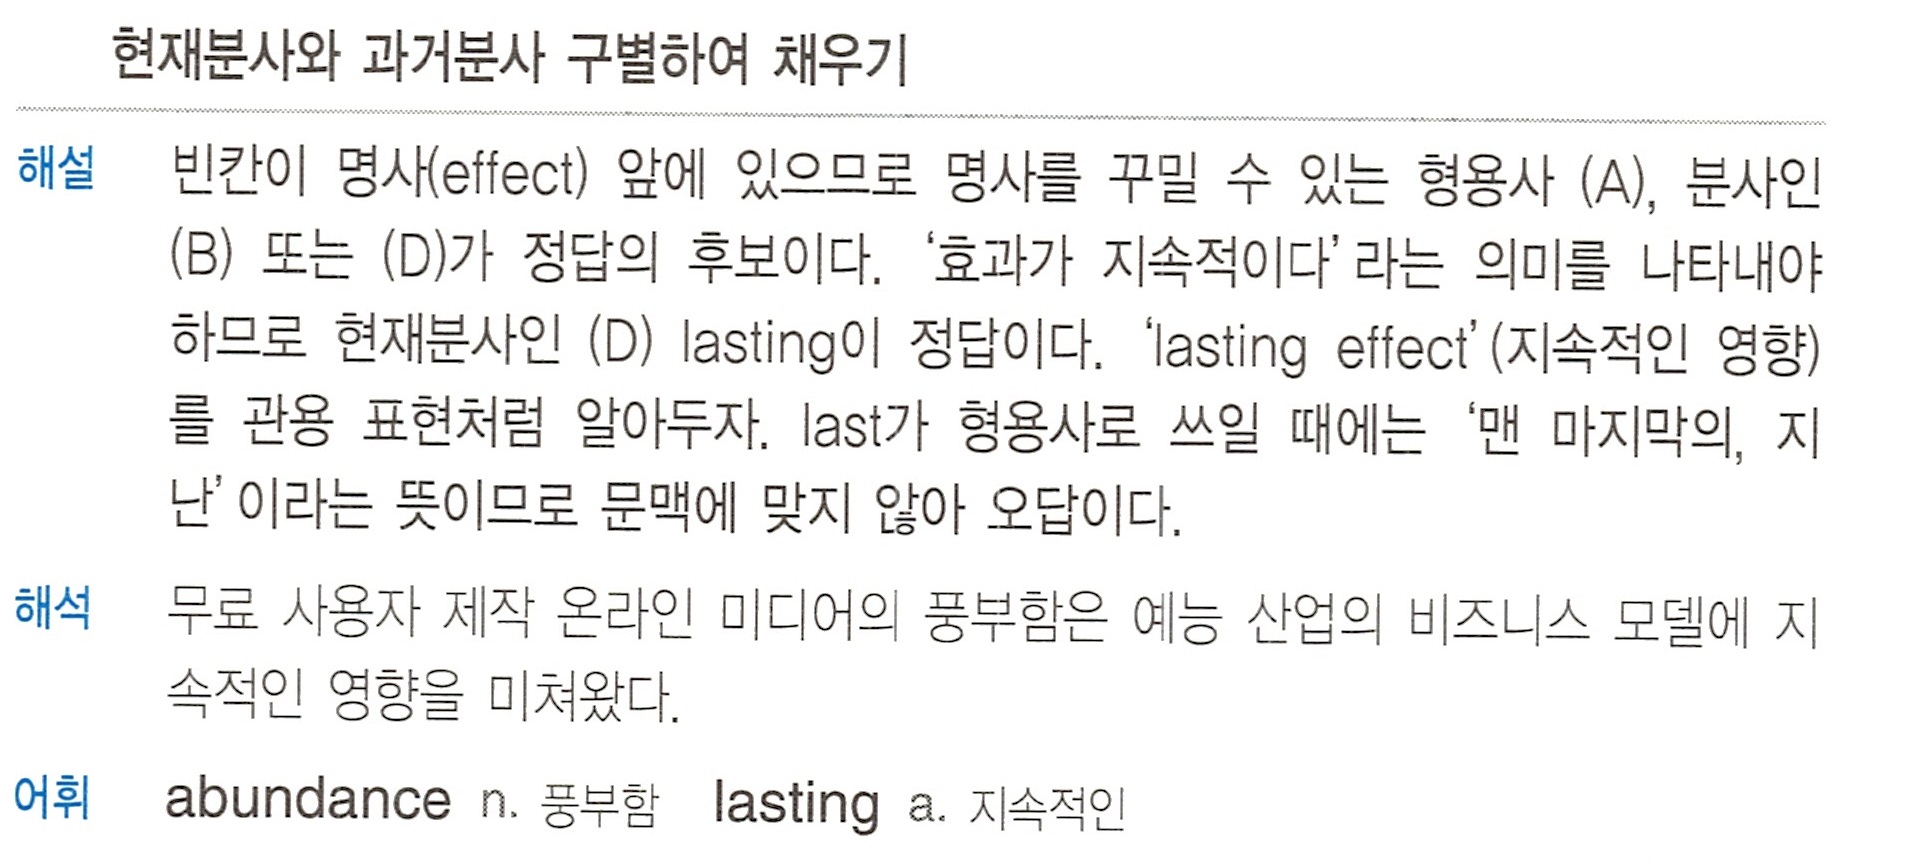 현재분사와 과거분사 구별하여 채우기
해설 빈칸이 명사(effect) 앞에 있으므로 명사를 꾸밀 수 있는 형용사 (A), 분사인
(B) 또는 (D)가 정답의 후보이다. ‘효과가 지속적이다’라는 의미를 나타내야
하므로 현재분사인 (D) lasting이 정답이다. ‘lasting effect’(지속적인 영향)
를 관용 표현처럼 알아두자. last가 형용사로 쓰일 때에는 ‘맨 마지막의, 지
난’이라는 뜻이므로 문맥에 맞지 않아 오답이다.
해석 무료 사용자 제작 온라인 미디어의 풍부함은 예능 산업의 비즈니스 모델에 지
속적인 영향을 미쳐왔다.
어휘 abundance n. 풍부함 lasting a. 지속적인